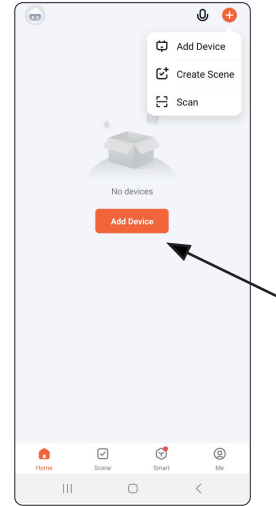 Add Device
Create Scene
Scan
No devices
Add Device
Home
Scene
Smart
Me